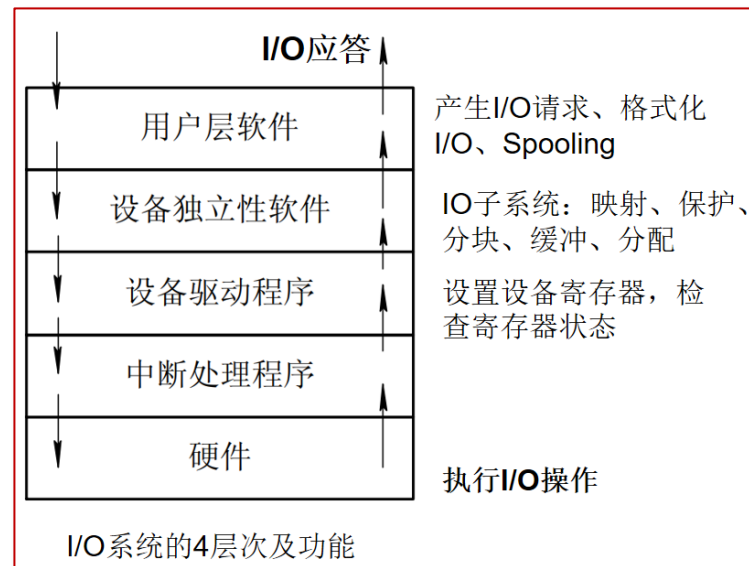 I/O应答
用户层软件
产生I/O请求、格式化
I/O、Spooling
设备独立性软件
IO子系统：映射、保护、
分块、缓冲、分配
设备驱动程序
设置设备寄存器，检
查寄存器状态
中断处理程序
硬件
执行I/O操作
I/O系统的4层次及功能